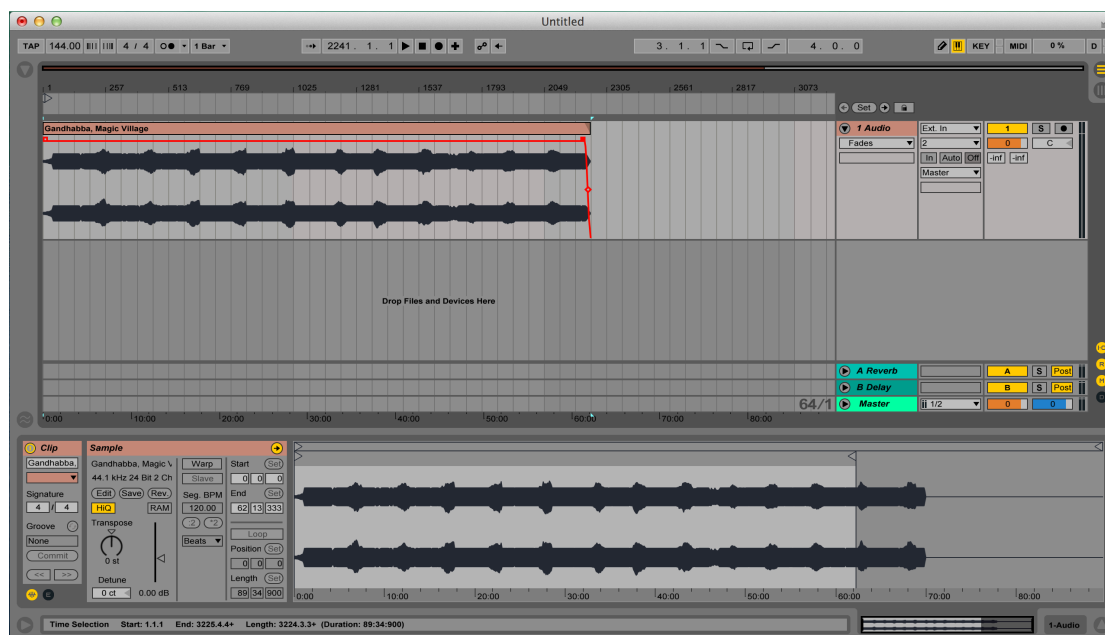 Untitled
TAP 144.00 4 / 4 1 Bar 2241. 1. 1 3. 1. 1 4. 0. 0 KEY MIDI 0 % D
1 257 513 769 1025 1281 1537 1793 2049 2305 2561 2817 3073
Set
Gandhabba, Magic Village
1 Audio Ext. In 1 S
Fades 2 0 C
In Auto Off -inf -inf
Master
Drop Files and Devices Here
A Reverb A S Post
B Delay B S Post
64/1 Master 1/2 0 0
0:00 10:00 20:00 30:00 40:00 50:00 60:00 70:00 80:00
Clip Sample
Gandhabba, Gandhabba, Magic V Warp Start Set
44.1 kHz 24 Bit 2 Ch Slave 0 0 0
Signature Edit Save Rev. Seg. BPM End Set
4 / 4 HiQ RAM 120.00 62 13 333
Groove Transpose :2 *2
None Beats Loop
Commit 0 st Position Set
0 0 0
<< >> Detune Length Set
0 ct 0.00 dB 89 34 900
0:00 10:00 20:00 30:00 40:00 50:00 60:00 70:00 80:00
Time Selection Start: 1.1.1 End: 3225.4.4+ Length: 3224.3.3+ (Duration: 89:34:900) 1-Audio